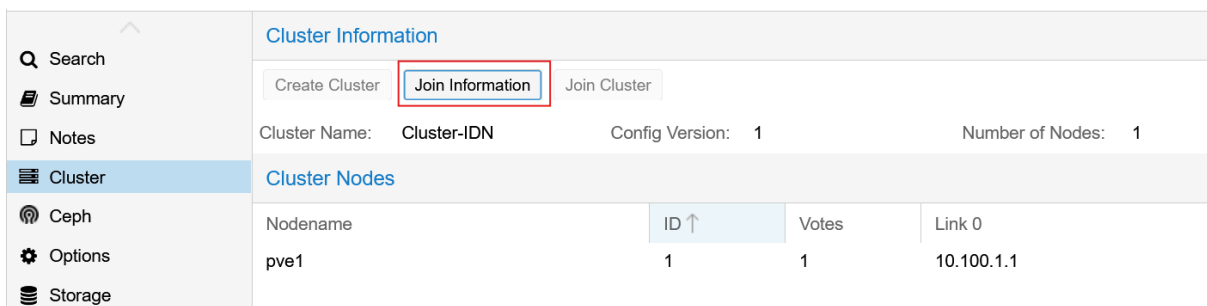 Cluster Information
Search
Create Cluster Join Information Join Cluster
Summary
Cluster Name: Cluster-IDN Config Version: 1 Number of Nodes: 1
Notes
Cluster
Cluster Nodes
Ceph
Nodename ID Votes Link 0
Options
pve1 1 1 10.100.1.1
Storage